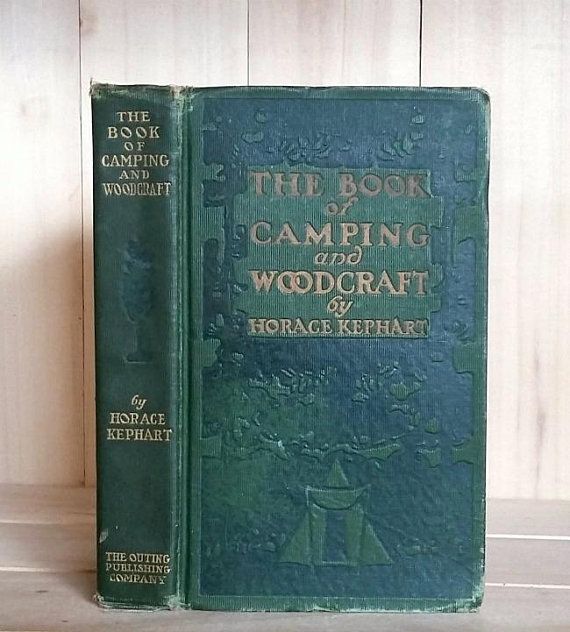 THE
BOOK
OF
CAMPING
AND
WOODCRAFT
by
HORACE
KEPHART
THE OUTING
PUBLISHING
COMPANY
THE BOOK
of
CAMPING
and
WOODCRAFT
by
HORACE KEPHART